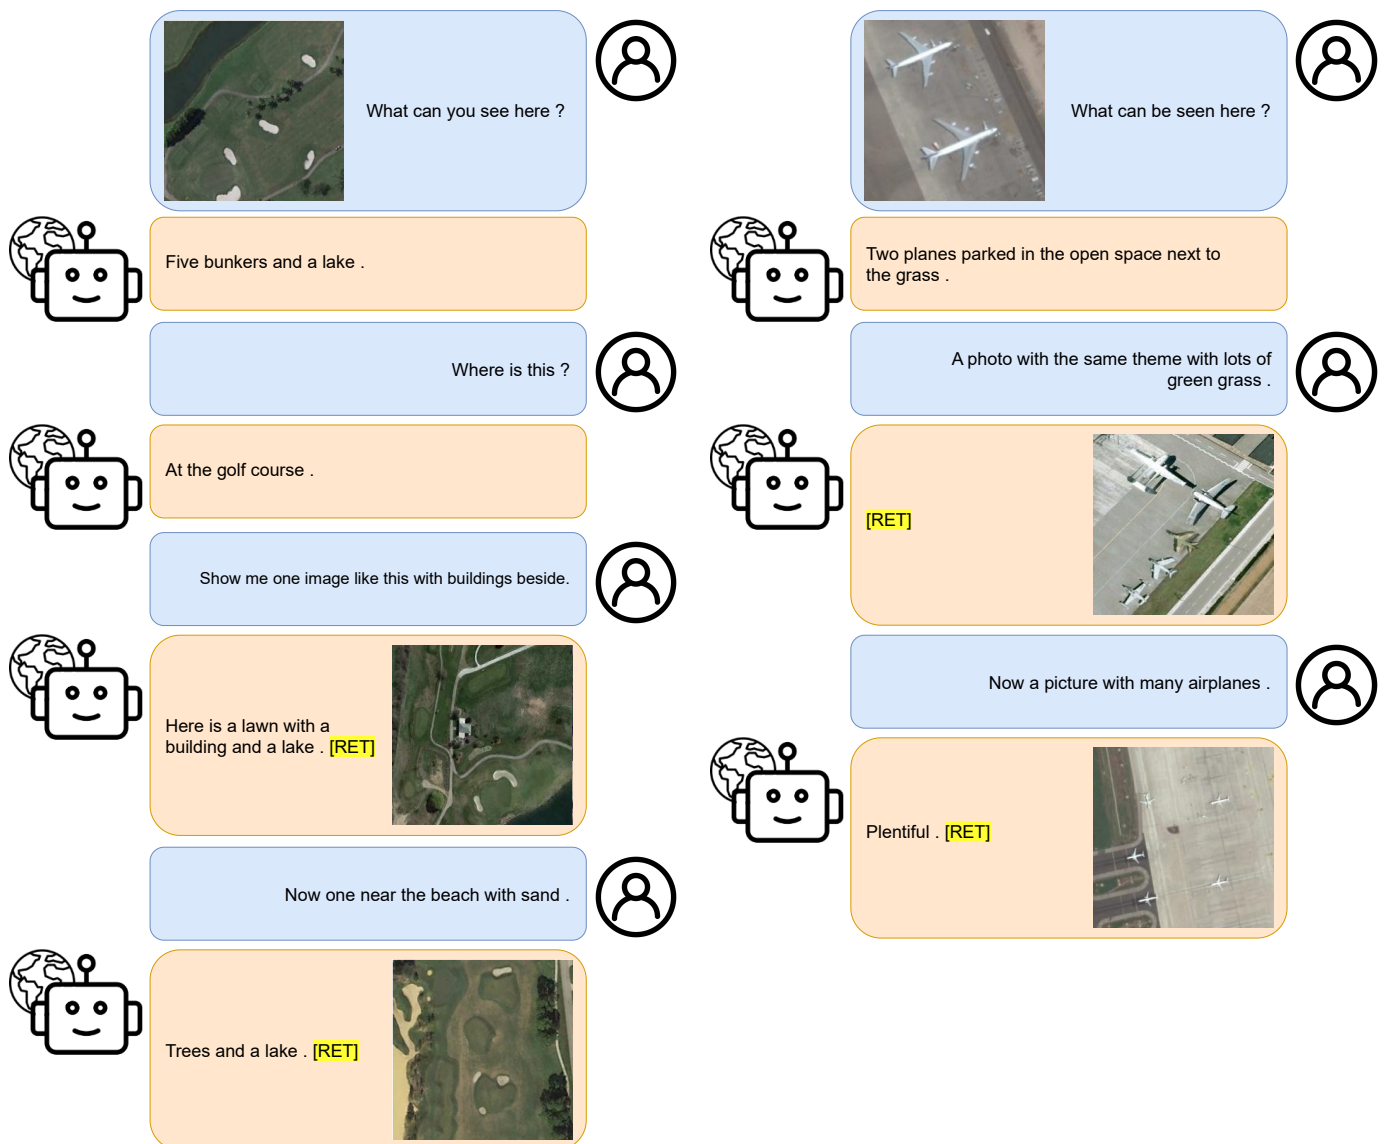 What can you see here ?
Five bunkers and a lake .
Where is this ?
At the golf course .
Show me one image like this with buildings beside.
Here is a lawn with a
building and a lake . [RET]
Now one near the beach with sand .
Trees and a lake . [RET]
What can be seen here ?
Two planes parked in the open space next to
the grass .
A photo with the same theme with lots of
green grass .
[RET]
Now a picture with many airplanes .
Plentiful . [RET]